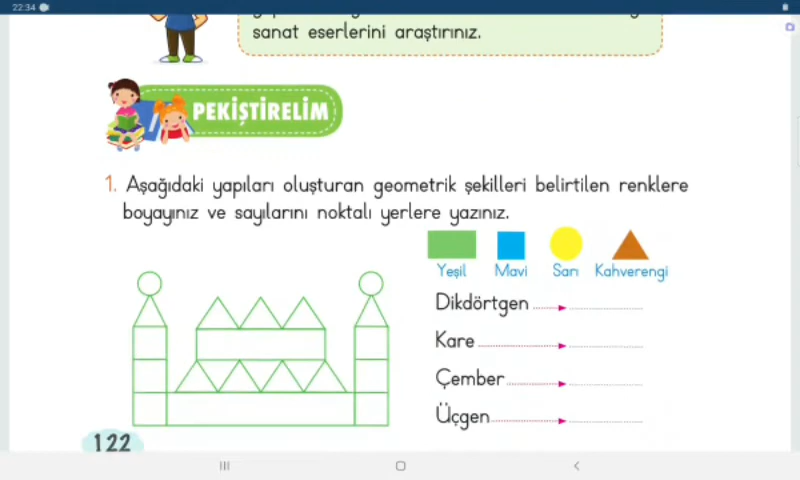 22:34
sanat eserlerini araştırınız.
PEKİŞTİRELİM
1. Aşağıdaki yapıları oluşturan geometrik şekilleri belirtilen renklere
boyayınız ve sayılarını noktalı yerlere yazınız.
Yeşil Mavi Sarı Kahverengi
Dikdörtgen
Kare
Çember
Üçgen
122